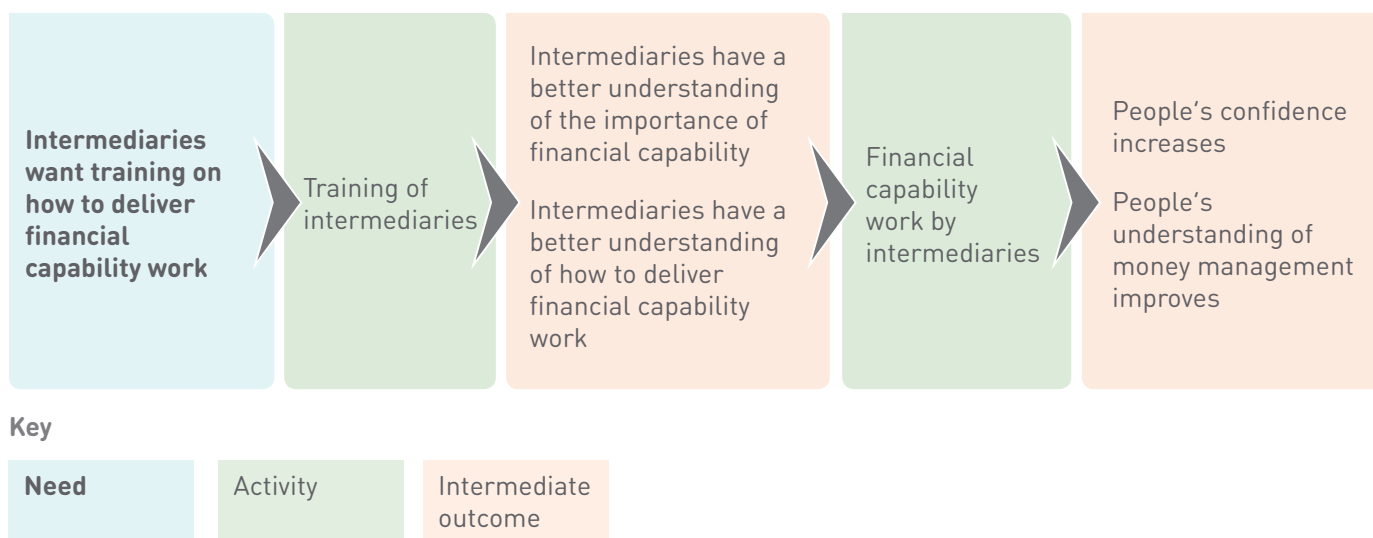 Intermediaries
want training on
how to deliver
financial
capability work
Training of
intermediaries
Intermediaries have a
better understanding
of the importance of
financial capability
Intermediaries have a
better understanding
of how to deliver
financial capability
work
Financial
capability
work by
intermediaries
People's confidence
increases
People's
understanding of
money management
improves
Key
Need
Activity
Intermediate
outcome